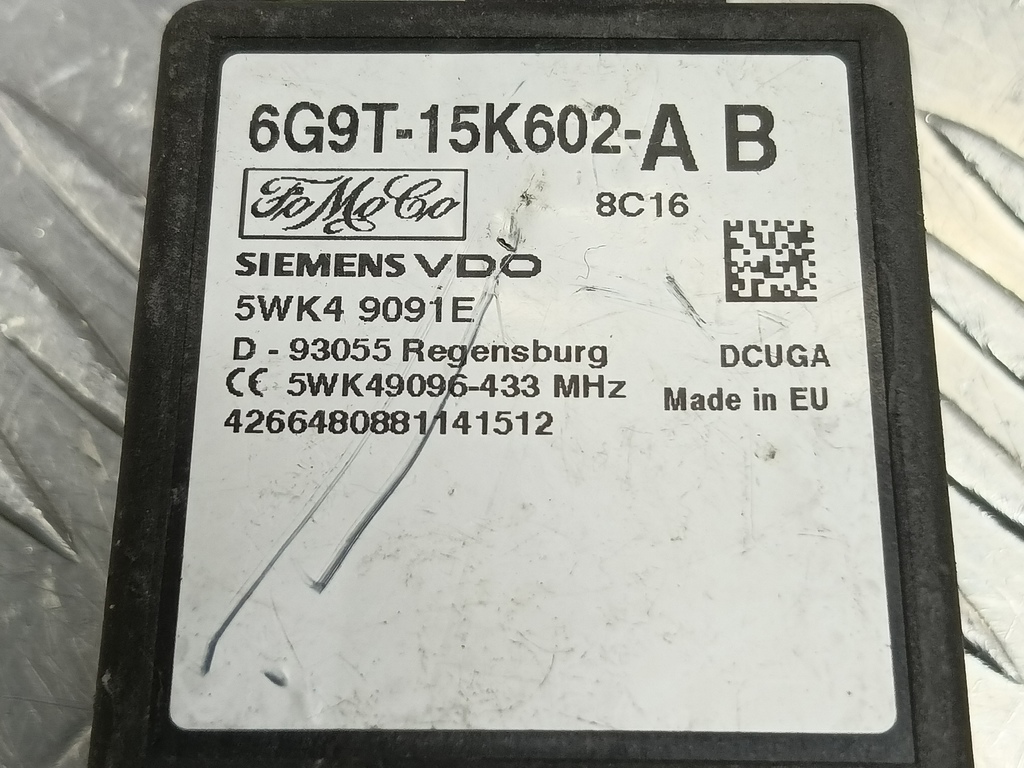 6G9T-15K602-A B
FoMoCo
8C16
SIEMENS VDO
5WK4 9091E
D - 93055 Regensburg
DCUGA
CE 5WK49096-433 MHz
Made in EU
4266480881141512